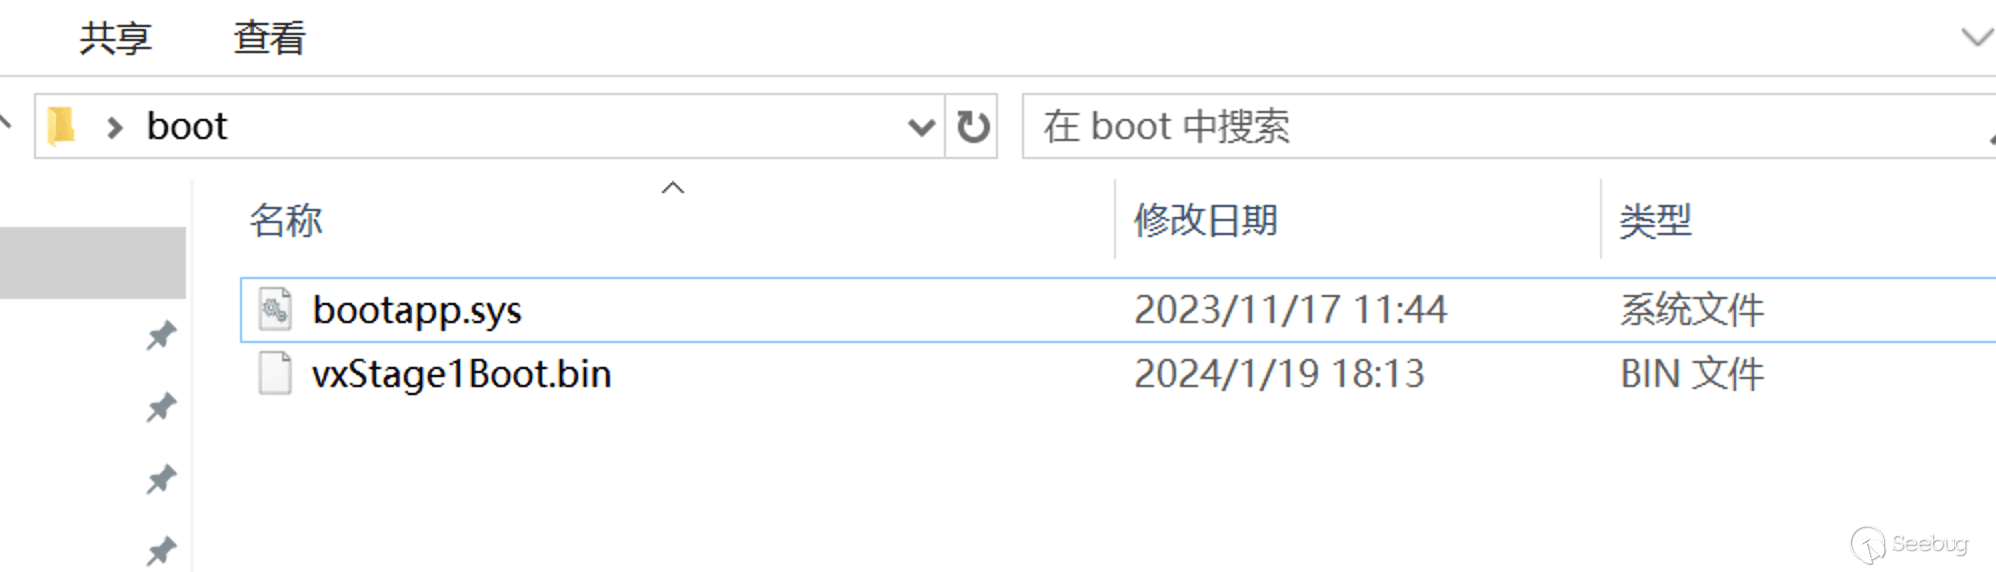 共享 查看
boot 在 boot 中搜索
名称 修改日期 类型
bootapp.sys 2023/11/17 11:44 系统文件
vxStage1Boot.bin 2024/1/19 18:13 BIN 文件
Seebug